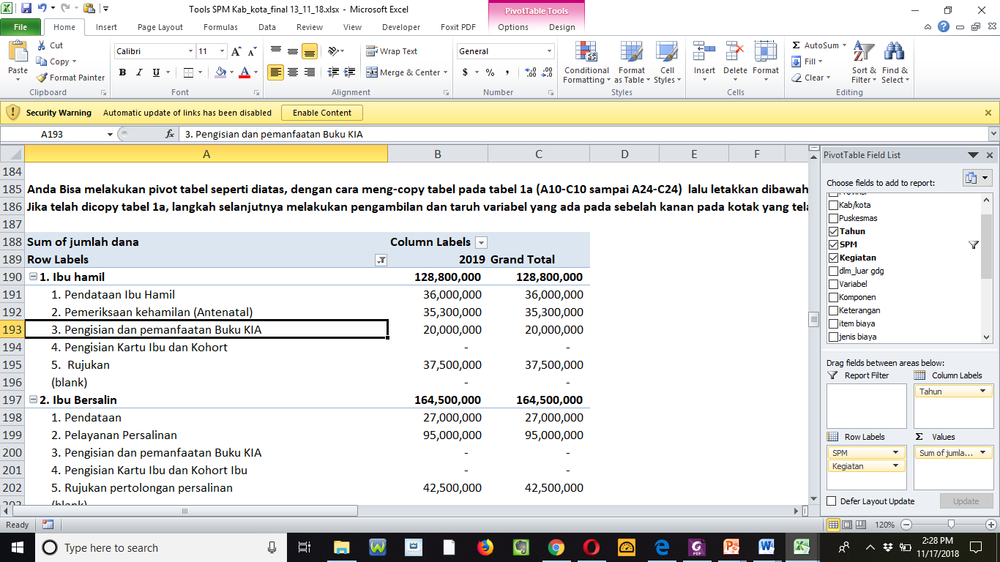 Tools SPM Kab_kota_final 13_11_18.xlsx - Microsoft Excel
PivotTable Tools
File Home Insert Page Layout Formulas Data Review View Developer Foxit PDF Options Design
Paste
Cut
Copy
Format Painter
Clipboard
Calibri 11
B I U
Font
Wrap Text
Merge & Center
Alignment
General
$ % ,
Number
Conditional Formatting
Format as Table
Cell Styles
Styles
Insert Delete Format
Cells
Σ AutoSum
Fill
Clear
Sort & Filter
Find & Select
Editing
Security Warning Automatic update of links has been disabled Enable Content
A193 fx 3. Pengisian dan pemanfaatan Buku KIA
A B C D E F
184
185 Anda Bisa melakukan pivot tabel seperti diatas, dengan cara meng-copy tabel pada tabel 1a (A10-C10 sampai A24-C24) lalu letakkan dibawah
186 Jika telah dicopy tabel 1a, langkah selanjutnya melakukan pengambilan dan taruh variabel yang ada pada sebelah kanan pada kotak yang tela
187
188 Sum of jumlah dana Column Labels
189 Row Labels 2019 Grand Total
190 1. Ibu hamil 128,800,000 128,800,000
191 1. Pendataan Ibu Hamil 36,000,000 36,000,000
192 2. Pemeriksaan kehamilan (Antenatal) 35,300,000 35,300,000
193 3. Pengisian dan pemanfaatan Buku KIA 20,000,000 20,000,000
194 4. Pengisian Kartu Ibu dan Kohort - -
195 5. Rujukan 37,500,000 37,500,000
196 (blank) - -
197 2. Ibu Bersalin 164,500,000 164,500,000
198 1. Pendataan 27,000,000 27,000,000
199 2. Pelayanan Persalinan 95,000,000 95,000,000
200 3. Pengisian dan pemanfaatan Buku KIA - -
201 4. Pengisian Kartu Ibu dan Kohort Ibu - -
202 5. Rujukan pertolongan persalinan 42,500,000 42,500,000
203 (blank)
PivotTable Field List
Choose fields to add to report:
Kab/kota
Puskesmas
Tahun
SPM
Kegiatan
dlm_luar gdg
Variabel
Komponen
Keterangan
item biaya
jenis biaya
Drag fields between areas below:
Report Filter
Column Labels
Tahun
Row Labels
SPM
Kegiatan
Σ Values
Sum of jumla...
Defer Layout Update Update
Ready 120%
Type here to search
2:28 PM
11/17/2018